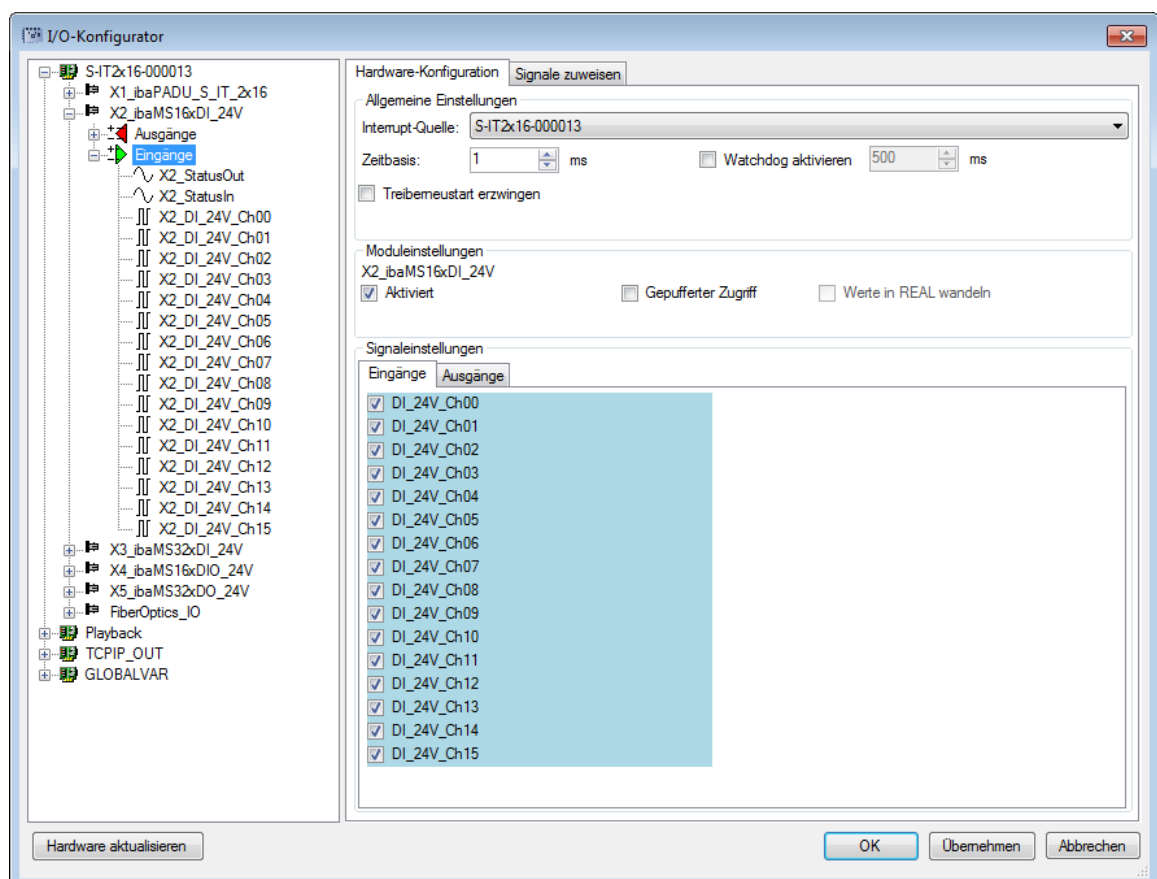 I/O-Konfigurator
S-IT2x16-000013
X1_ibaPADU_S_IT_2x16
X2_ibaMS16xDI_24V
Ausgänge
Eingänge
X2_StatusOut
X2_StatusIn
X2_DI_24V_Ch00
X2_DI_24V_Ch01
X2_DI_24V_Ch02
X2_DI_24V_Ch03
X2_DI_24V_Ch04
X2_DI_24V_Ch05
X2_DI_24V_Ch06
X2_DI_24V_Ch07
X2_DI_24V_Ch08
X2_DI_24V_Ch09
X2_DI_24V_Ch10
X2_DI_24V_Ch11
X2_DI_24V_Ch12
X2_DI_24V_Ch13
X2_DI_24V_Ch14
X2_DI_24V_Ch15
X3_ibaMS32xDI_24V
X4_ibaMS16xDIO_24V
X5_ibaMS32xDO_24V
FiberOptics_IO
Playback
TCPIP_OUT
GLOBALVAR
Hardware-Konfiguration Signale zuweisen
Allgemeine Einstellungen
Interrupt-Quelle: S-IT2x16-000013
Zeitbasis: 1 ms Watchdog aktivieren 500 ms
Treiberneustart erzwingen
Moduleinstellungen
X2_ibaMS16xDI_24V
Aktiviert Gepufferter Zugriff Werte in REAL wandeln
Signaleinstellungen
Eingänge Ausgänge
DI_24V_Ch00
DI_24V_Ch01
DI_24V_Ch02
DI_24V_Ch03
DI_24V_Ch04
DI_24V_Ch05
DI_24V_Ch06
DI_24V_Ch07
DI_24V_Ch08
DI_24V_Ch09
DI_24V_Ch10
DI_24V_Ch11
DI_24V_Ch12
DI_24V_Ch13
DI_24V_Ch14
DI_24V_Ch15
Hardware aktualisieren OK Übernehmen Abbrechen